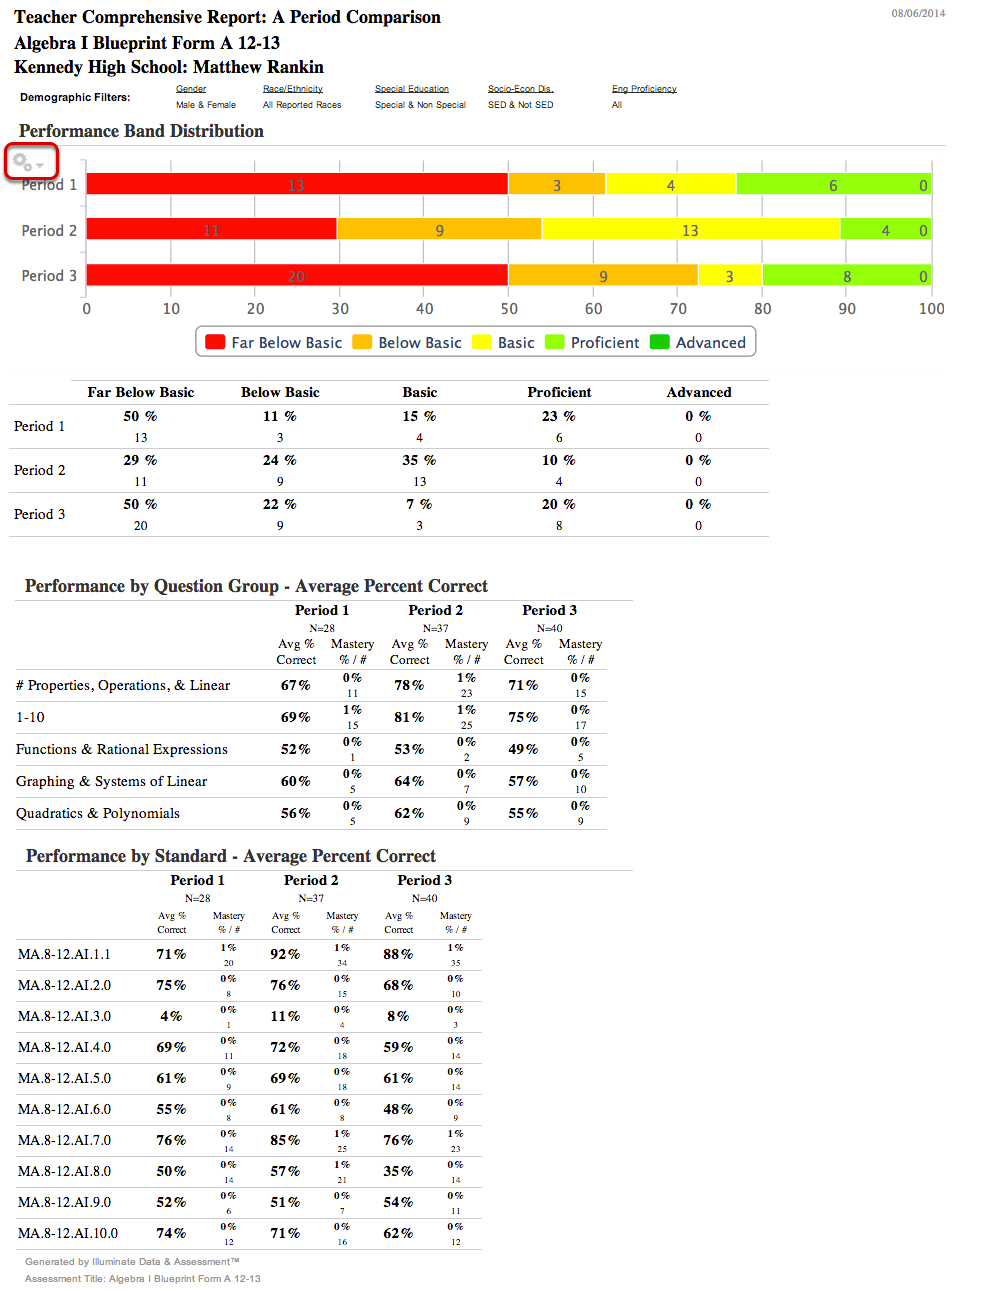 Teacher Comprehensive Report: A Period Comparison
08/06/2014
Algebra I Blueprint Form A 12-13
Kennedy High School: Matthew Rankin
Demographic Filters:
Gender Race/Ethnicity Special Education Socio-Econ Dis. Eng Proficiency
Male & Female All Reported Races Special & Non Special SED & Not SED All
Performance Band Distribution
Period 1 13 3 4 6 0
Period 2 11 9 13 4 0
Period 3 20 9 3 8 0
0 10 20 30 40 50 60 70 80 90 100
Far Below Basic Below Basic Basic Proficient Advanced
Far Below Basic Below Basic Basic Proficient Advanced
Period 1
50 % 11 % 15 % 23 % 0 %
13 3 4 6 0
Period 2
29 % 24 % 35 % 10 % 0 %
11 9 13 4 0
Period 3
50 % 22 % 7 % 20 % 0 %
20 9 3 8 0
Performance by Question Group - Average Percent Correct
Period 1 Period 2 Period 3
N=28 N=37 N=40
Avg % Mastery Avg % Mastery Avg % Mastery
Correct % / # Correct % / # Correct % / #
# Properties, Operations, & Linear 67% 0% 78% 1% 71% 0%
11 23 15
1-10 69% 1% 81% 1% 75% 0%
15 25 17
Functions & Rational Expressions 52% 0% 53% 0% 49% 0%
1 2 5
Graphing & Systems of Linear 60% 0% 64% 0% 57% 0%
5 7 10
Quadratics & Polynomials 56% 0% 62% 0% 55% 0%
5 9 9
Performance by Standard - Average Percent Correct
Period 1 Period 2 Period 3
N=28 N=37 N=40
Avg % Mastery Avg % Mastery Avg % Mastery
Correct % / # Correct % / # Correct % / #
MA.8-12.AI.1.1 71% 1% 92% 1% 88% 1%
20 34 35
MA.8-12.AI.2.0 75% 0% 76% 0% 68% 0%
8 15 10
MA.8-12.AI.3.0 4% 0% 11% 0% 8% 0%
1 4 3
MA.8-12.AI.4.0 69% 0% 72% 0% 59% 0%
11 18 14
MA.8-12.AI.5.0 61% 0% 69% 0% 61% 0%
9 18 14
MA.8-12.AI.6.0 55% 0% 61% 0% 48% 0%
8 8 9
MA.8-12.AI.7.0 76% 0% 85% 1% 76% 1%
14 25 23
MA.8-12.AI.8.0 50% 0% 57% 1% 35% 0%
14 21 14
MA.8-12.AI.9.0 52% 0% 51% 0% 54% 0%
6 7 11
MA.8-12.AI.10.0 74% 0% 71% 0% 62% 0%
12 16 12
Generated by Illuminate Data & Assessment™
Assessment Title: Algebra I Blueprint Form A 12-13